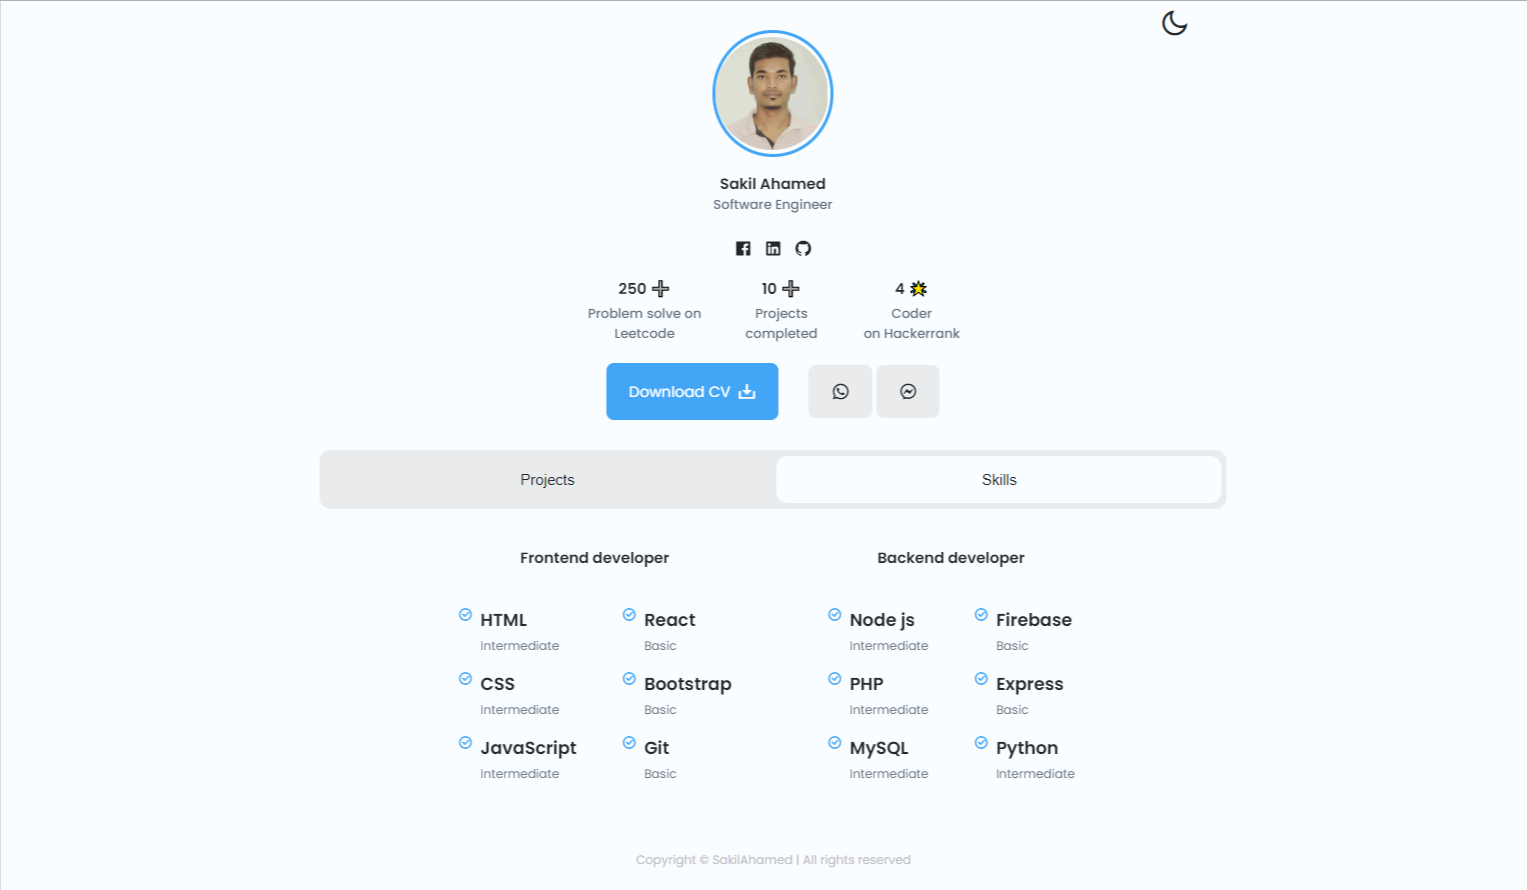 Sakil Ahamed
Software Engineer
250
10
4
Problem solve on
Leetcode
Projects
completed
Coder
on Hackerrank
Download CV
Projects
Skills
Frontend developer
Backend developer
HTML
Intermediate
React
Basic
Node js
Intermediate
Firebase
Basic
CSS
Intermediate
Bootstrap
Basic
PHP
Intermediate
Express
Basic
JavaScript
Intermediate
Git
Basic
MySQL
Intermediate
Python
Intermediate
Copyright © SakilAhamed | All rights reserved